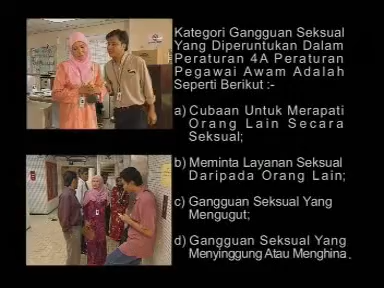 Kategori Gangguan Seksual
Yang Diperuntukan Dalam
Peraturan 4A Peraturan
Pegawai Awam Adalah
Seperti Berikut :-
a) Cubaan Untuk Merapati
Orang Lain Secara
Seksual;
b) Meminta Layanan Seksual
Daripada Orang Lain;
c) Gangguan Seksual Yang
Mengugut;
d) Gangguan Seksual Yang
Menyinggung Atau Menghina.